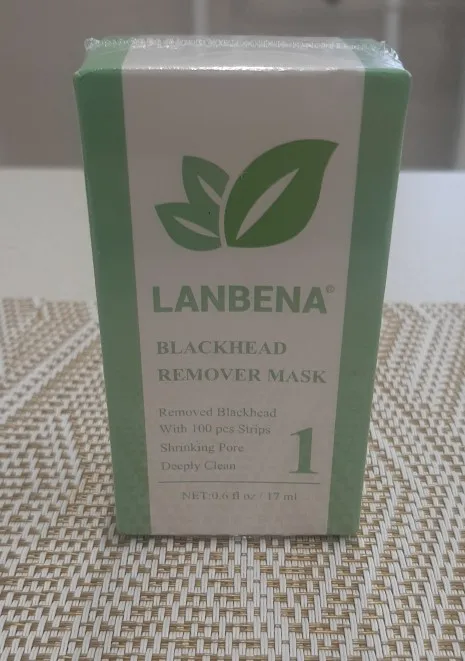 LANBENA©
BLACKHEAD
REMOVER MASK
Removed Blackhead
With 100 pcs Strips
Shrinking Pore
Deeply Clean
1
NET:0.6 fl oz / 17 ml